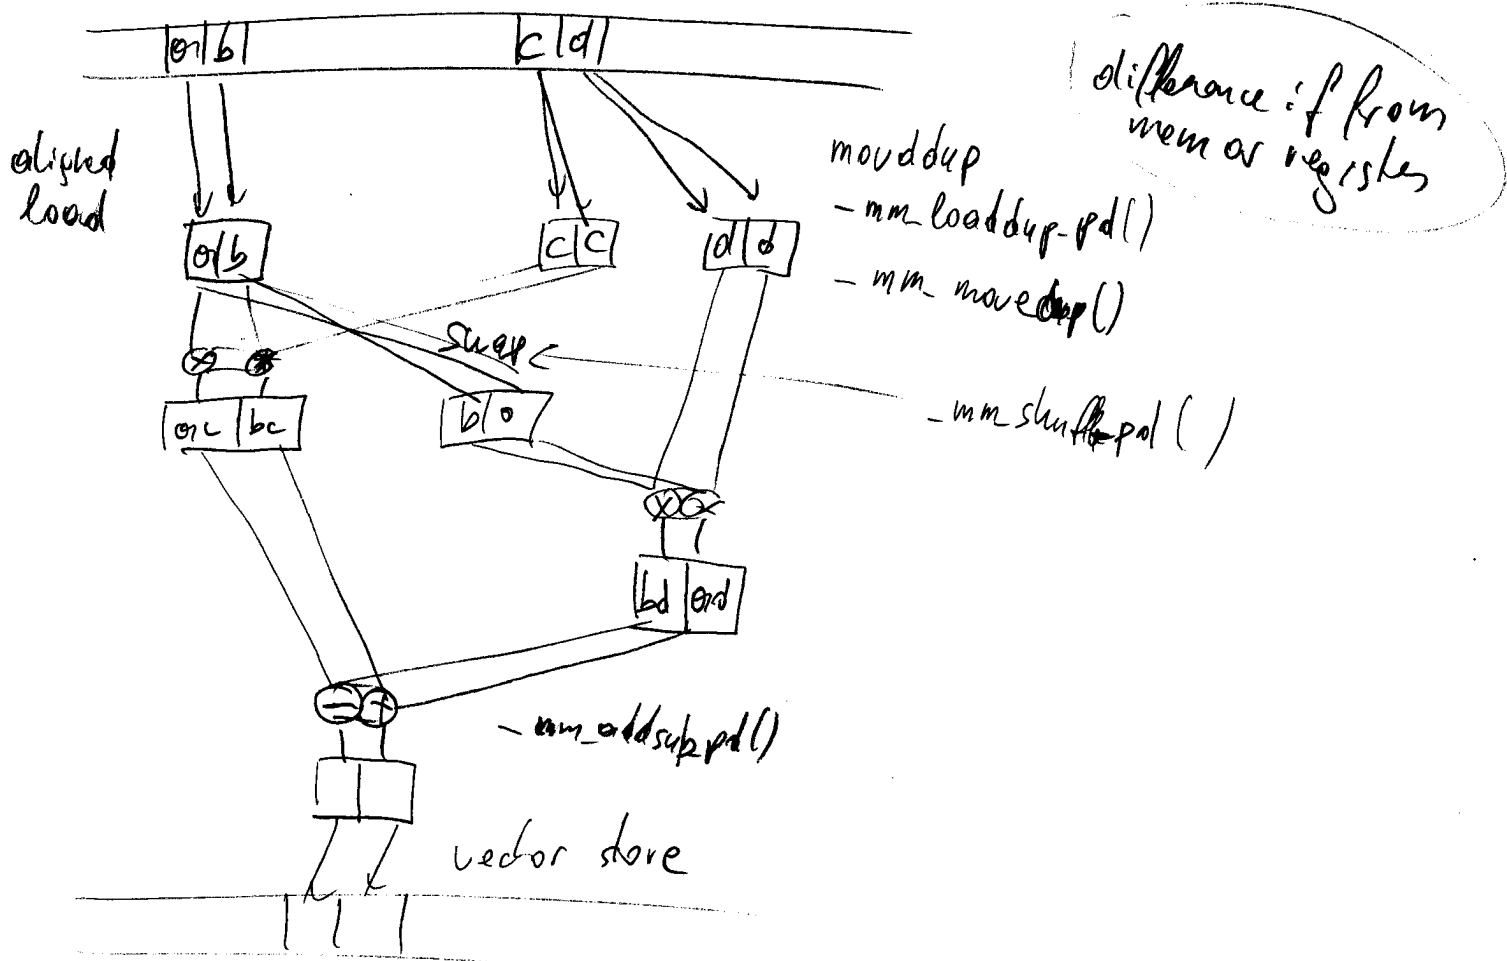 a b
c d
difference if from
mem or register
aligned
load
movddup
_mm_loaddup_pd()
_mm_movedup()
a b
c c
d d
swap
_mm_shuffle_pd()
ac bc
b a
bd ad
_mm_addsub_pd()
vector store